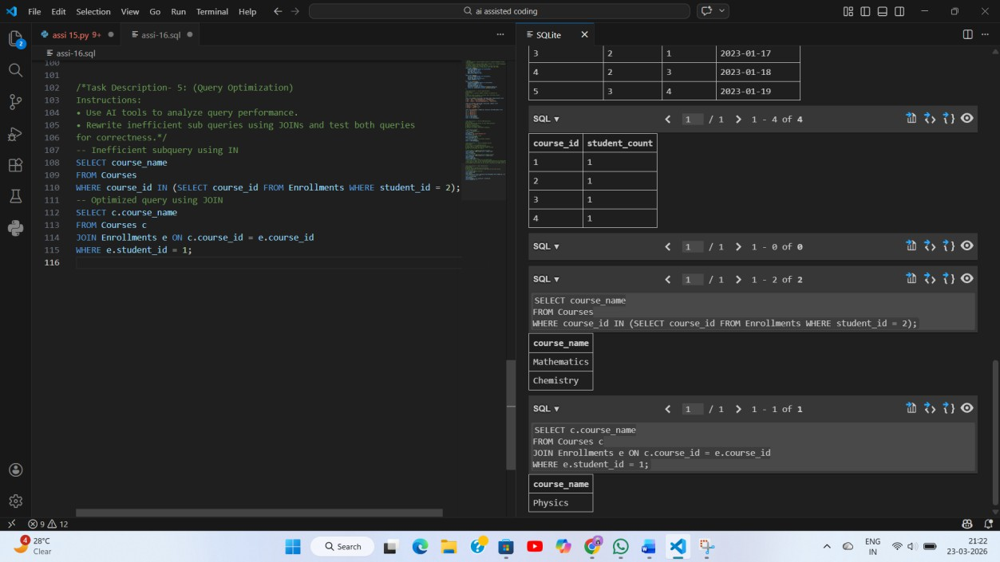 File Edit Selection View Go Run Terminal Help
ai assisted coding
2
assi 15.py 9+
assi-16.sql
SQLite
assi-16.sql
100
101
102 /*Task Description- 5: (Query Optimization)
103 Instructions:
104 • Use AI tools to analyze query performance.
105 • Rewrite inefficient sub queries using JOINs and test both queries
106 for correctness.*/
107 -- Inefficient subquery using IN
108 SELECT course_name
109 FROM Courses
110 WHERE course_id IN (SELECT course_id FROM Enrollments WHERE student_id = 2);
111 -- Optimized query using JOIN
112 SELECT c.course_name
113 FROM Courses c
114 JOIN Enrollments e ON c.course_id = e.course_id
115 WHERE e.student_id = 1;
116
3 2 1 2023-01-17
4 2 3 2023-01-18
5 3 4 2023-01-19
SQL ▼ < 1 / 1 > 1 - 4 of 4
course_id student_count
1 1
2 1
3 1
4 1
SQL ▼ < 1 / 1 > 1 - 0 of 0
SQL ▼ < 1 / 1 > 1 - 2 of 2
SELECT course_name
FROM Courses
WHERE course_id IN (SELECT course_id FROM Enrollments WHERE student_id = 2);
course_name
Mathematics
Chemistry
SQL ▼ < 1 / 1 > 1 - 1 of 1
SELECT c.course_name
FROM Courses c
JOIN Enrollments e ON c.course_id = e.course_id
WHERE e.student_id = 1;
course_name
Physics
9 12
4
28°C
Clear
Search
ENG
IN
21:22
23-03-2026